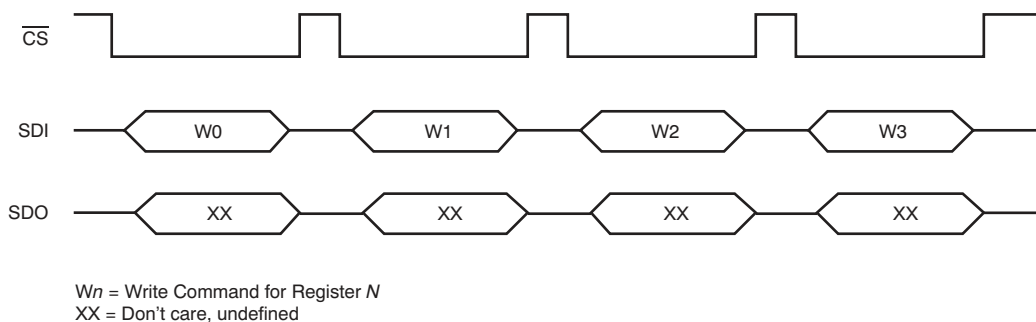 CS
SDI W0 W1 W2 W3
SDO XX XX XX XX
Wn = Write Command for Register N
XX = Don't care, undefined